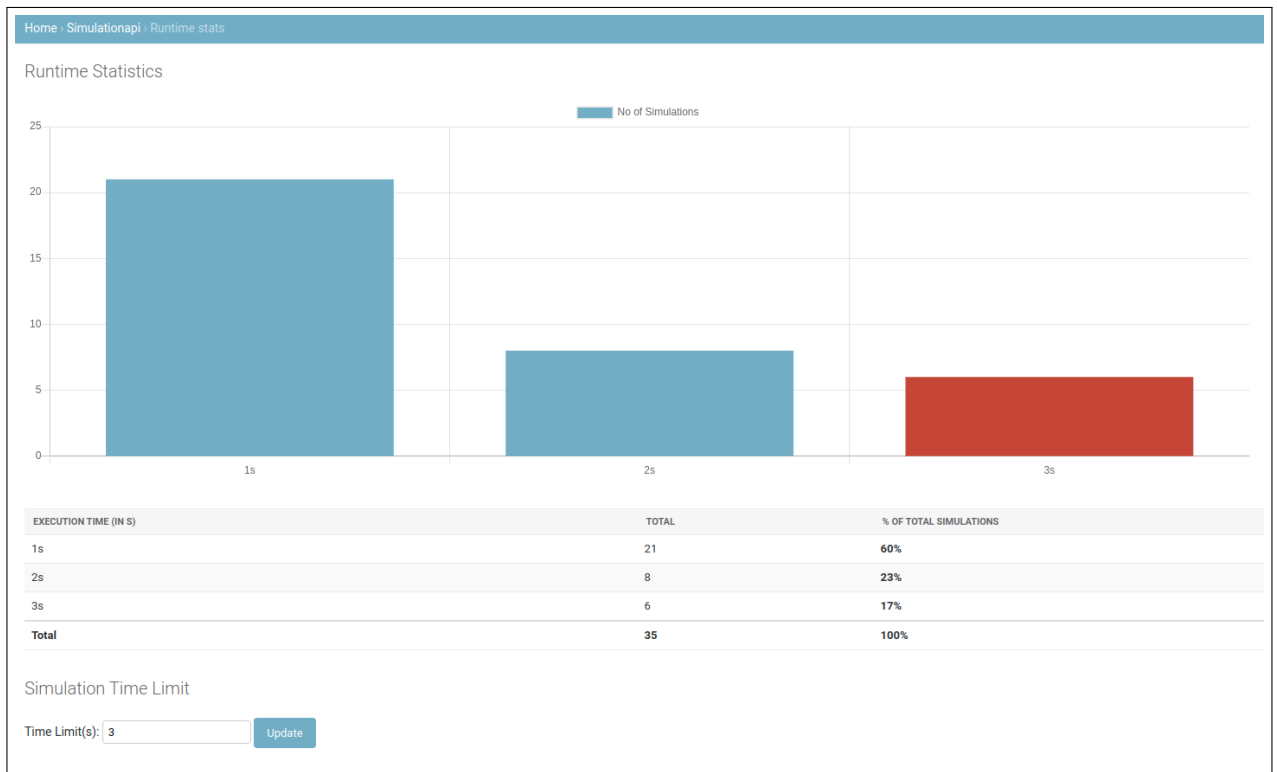 Home › Simulationapi › Runtime stats
Runtime Statistics
No of Simulations
25
20
15
10
5
0
1s 2s 3s
EXECUTION TIME (IN S) TOTAL % OF TOTAL SIMULATIONS
1s 21 60%
2s 8 23%
3s 6 17%
Total 35 100%
Simulation Time Limit
Time Limit(s): 3 Update